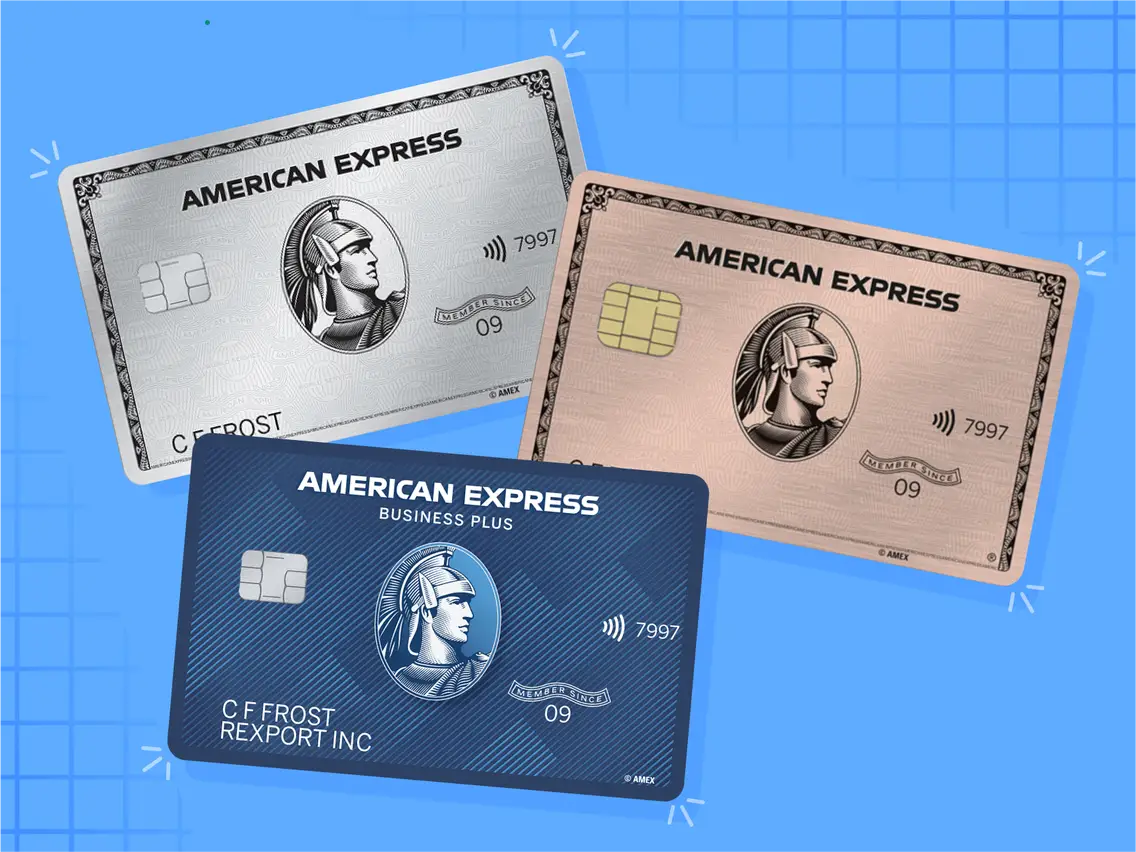 AMERICAN EXPRESS
7997
MEMBER SINCE
09
© AMEX
C F FROST
AMERICAN EXPRESS
7997
MEMBER SINCE
09
© AMEX
®
AMERICAN EXPRESS
BUSINESS PLUS
7997
MEMBER SINCE
09
C F FROST
REXPORT INC
© AMEX